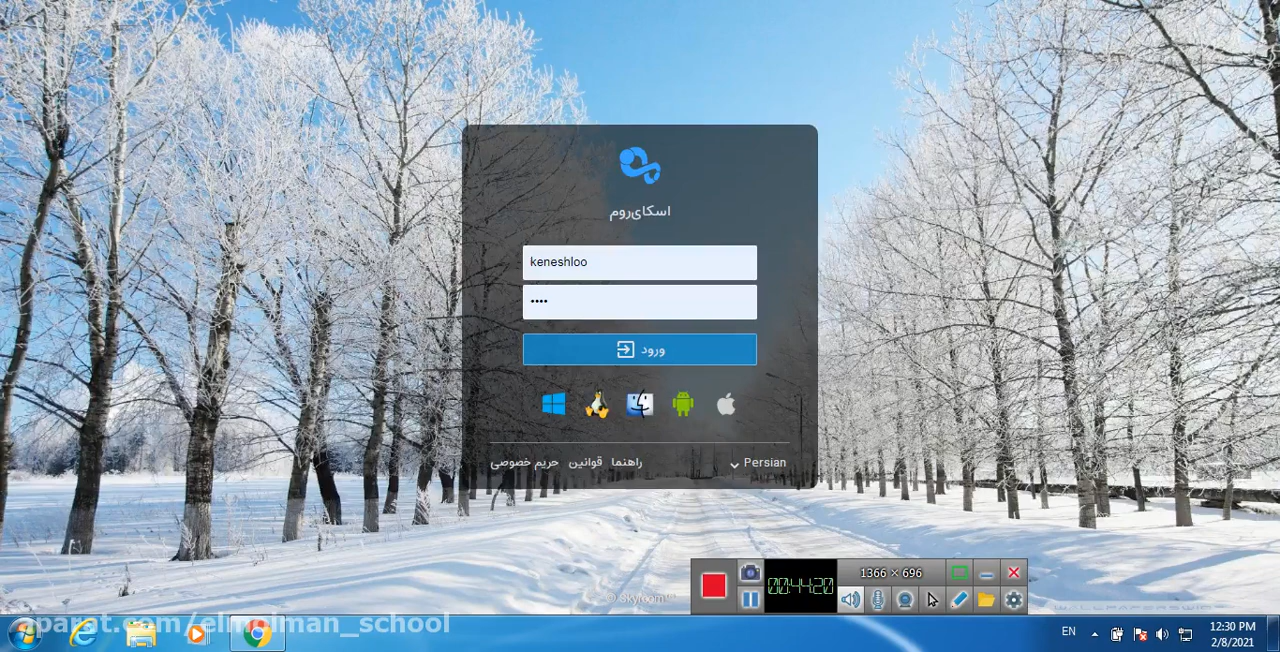 اسکای‌روم
keneshloo
••••
ورود
حریم خصوصی قوانین راهنما
Persian
1366 × 696
00:44:20
© Skyroom™
aparat.com/elmoiman_school
EN
12:30 PM
2/8/2021